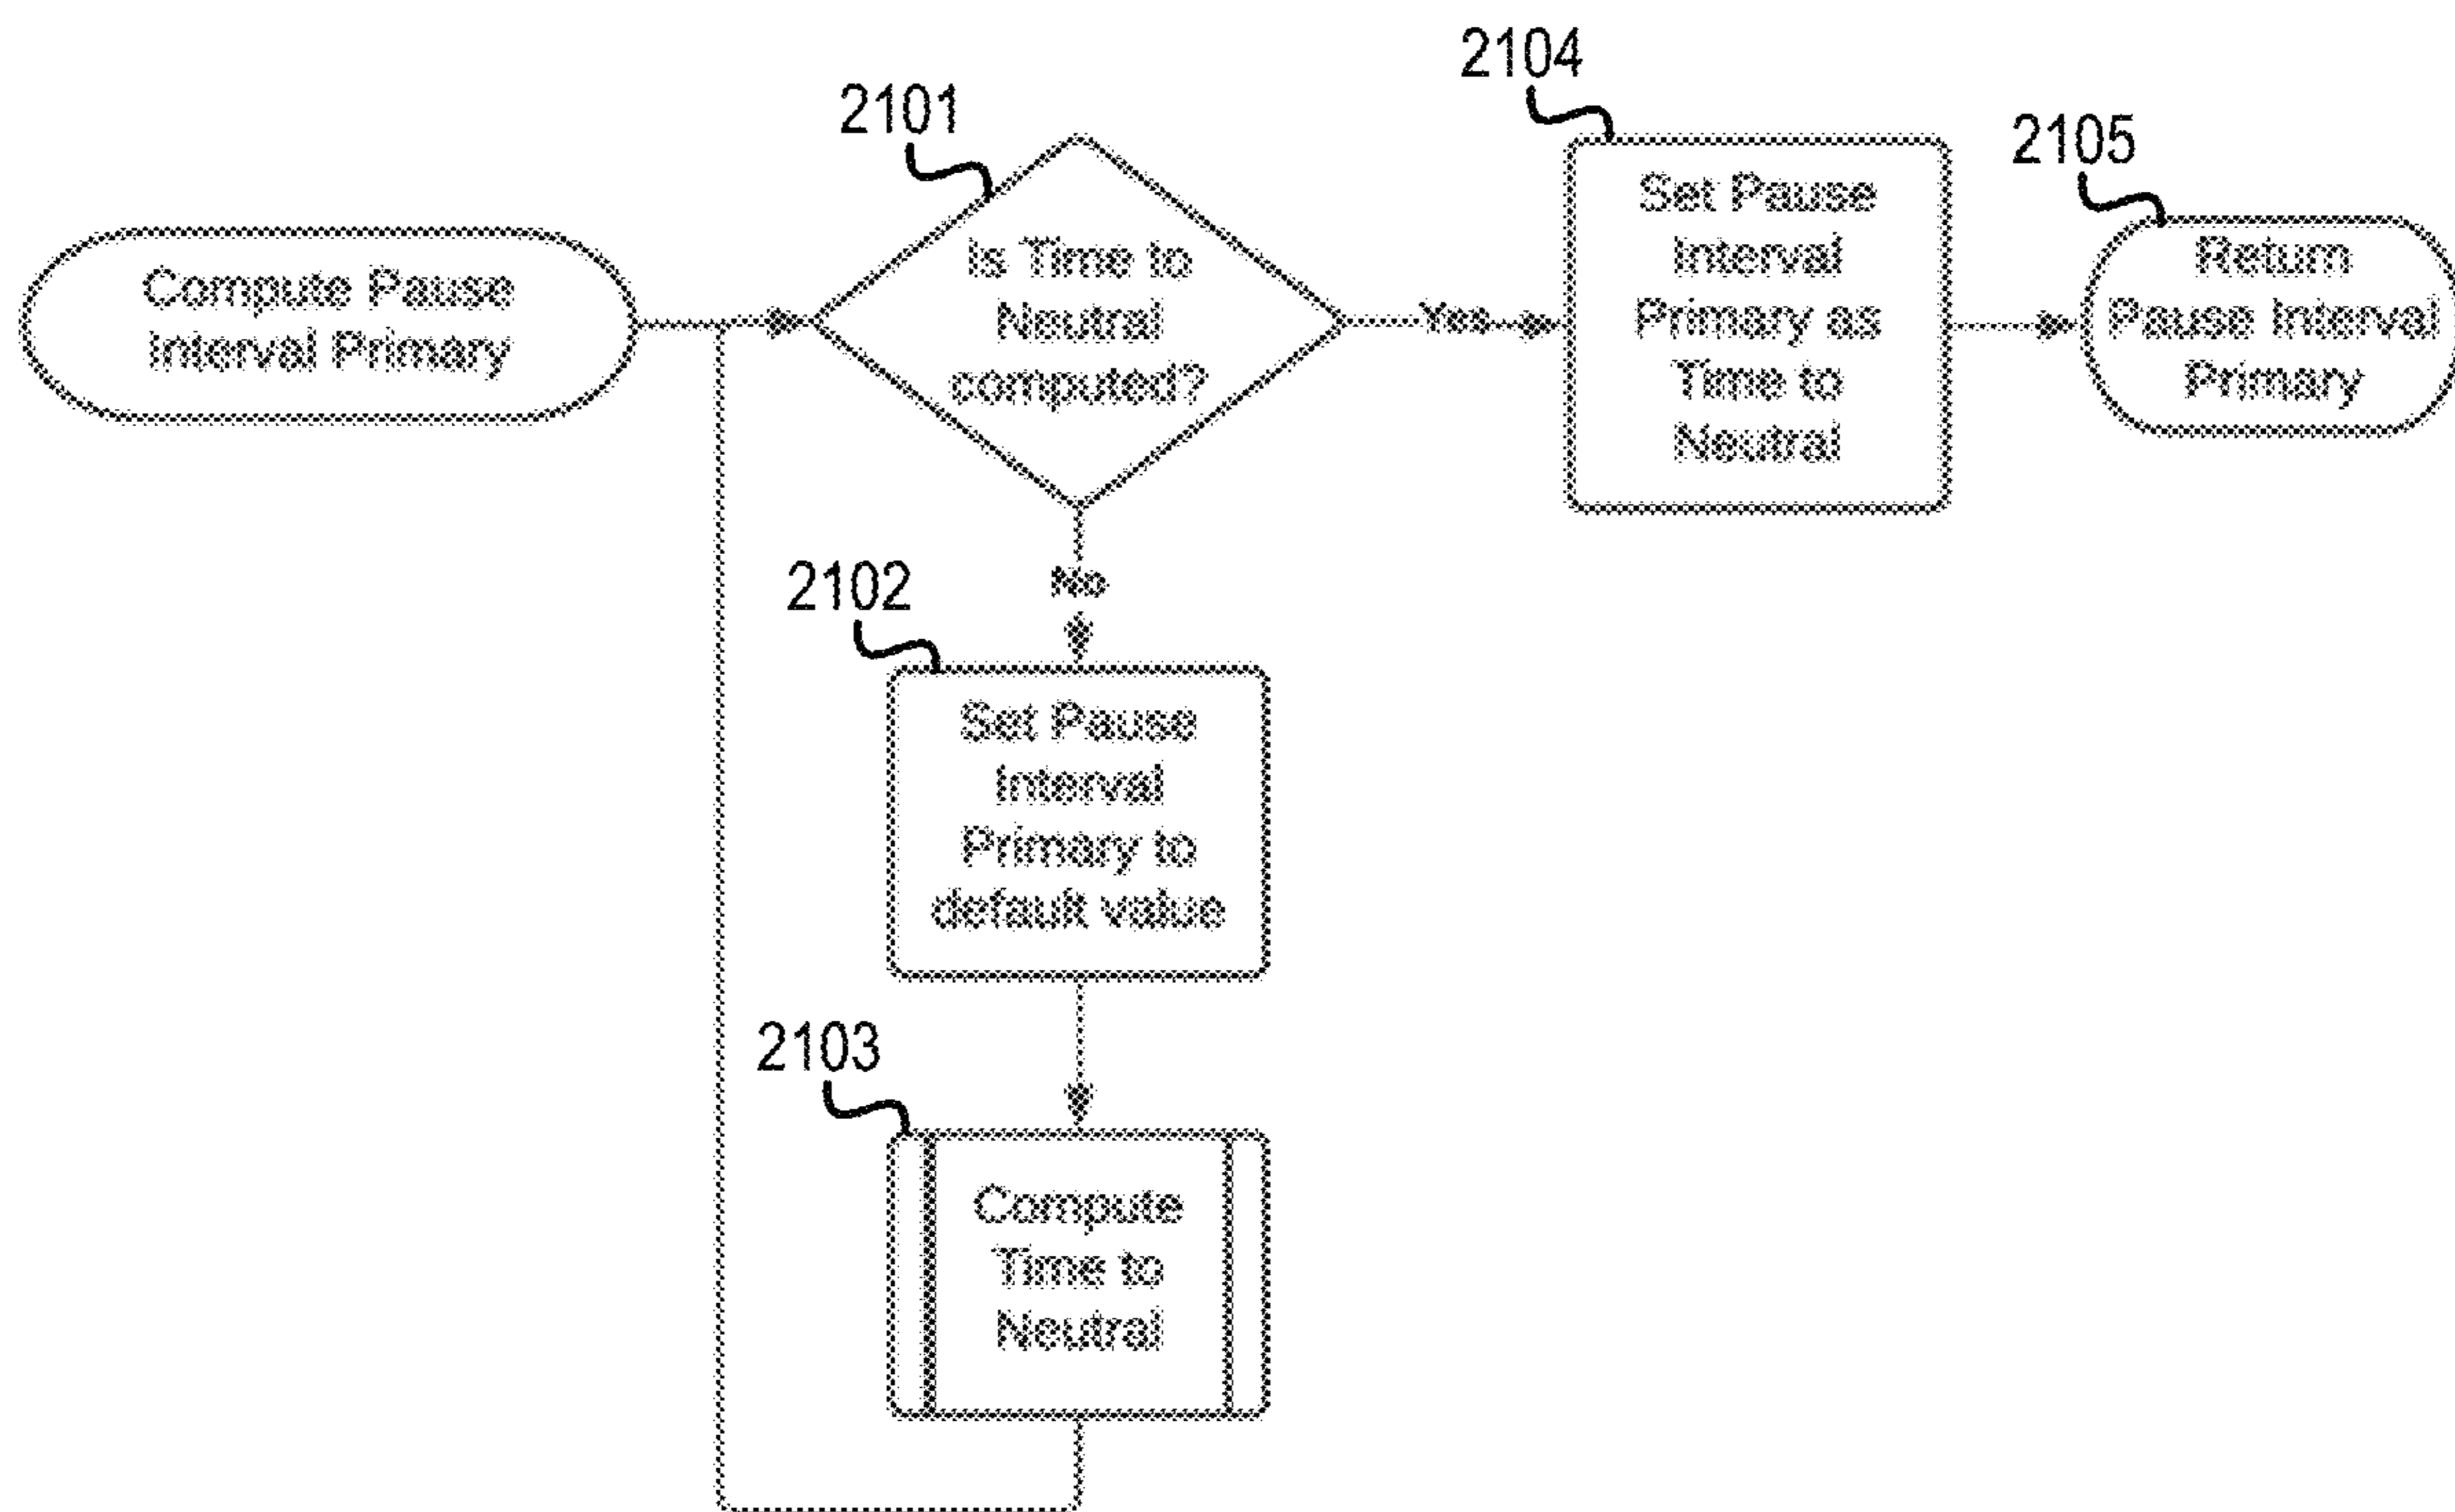 Compute Pause
Interval Primary
2101
Is Time to
Neutral
computed?
Yes
2104
Set Pause
Interval
Primary as
Time to
Neutral
2105
Return
Pause Interval
Primary
No
2102
Set Pause
Interval
Primary to
default value
2103
Compute
Time to
Neutral